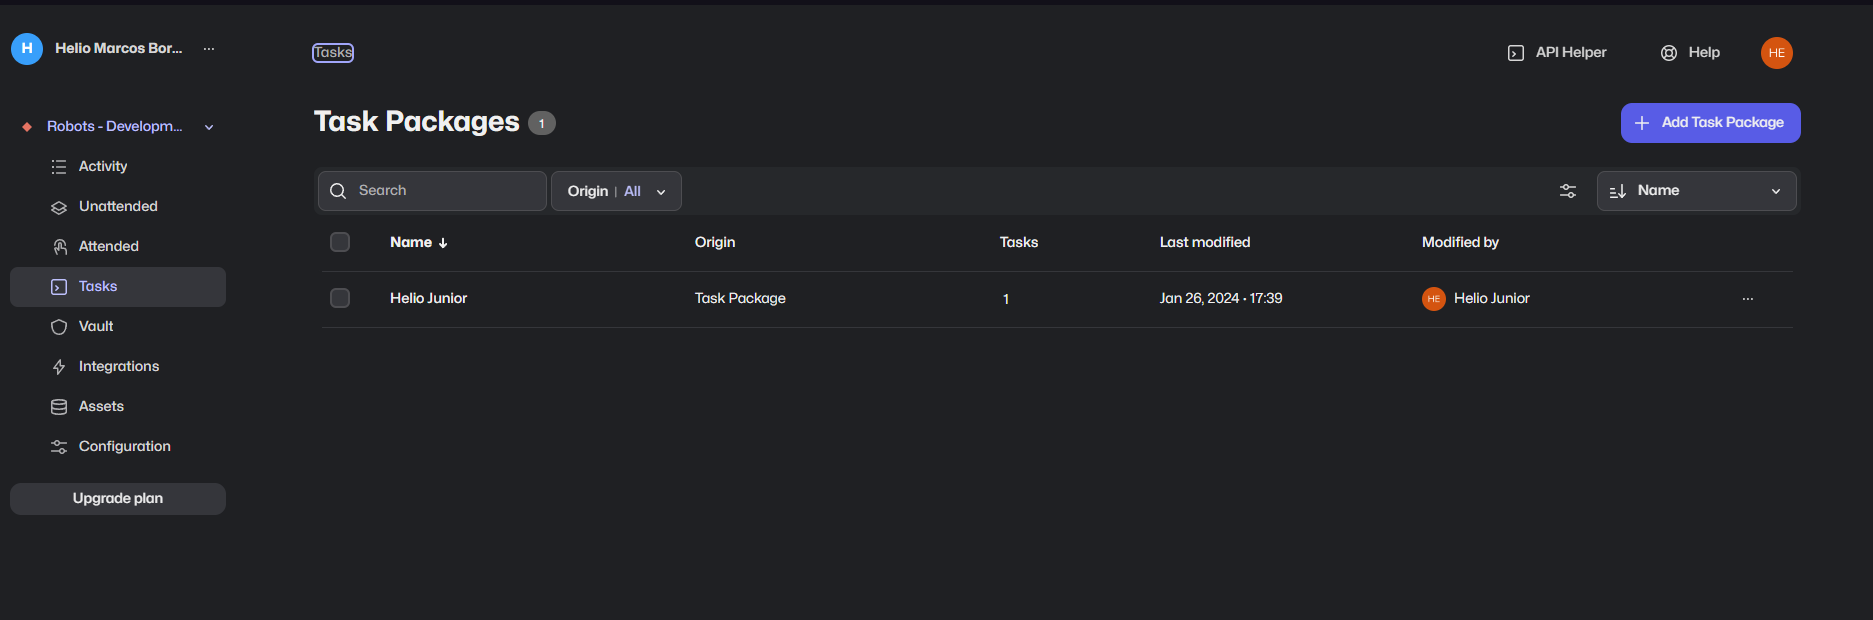 H Helio Marcos Bor... ...
Tasks
API Helper
Help
HE
Robots - Developm...
Activity
Unattended
Attended
Tasks
Vault
Integrations
Assets
Configuration
Upgrade plan
Task Packages 1
+ Add Task Package
Search
Origin | All
Name
Name ↓ Origin Tasks Last modified Modified by
Helio Junior Task Package 1 Jan 26, 2024 • 17:39 HE Helio Junior ...